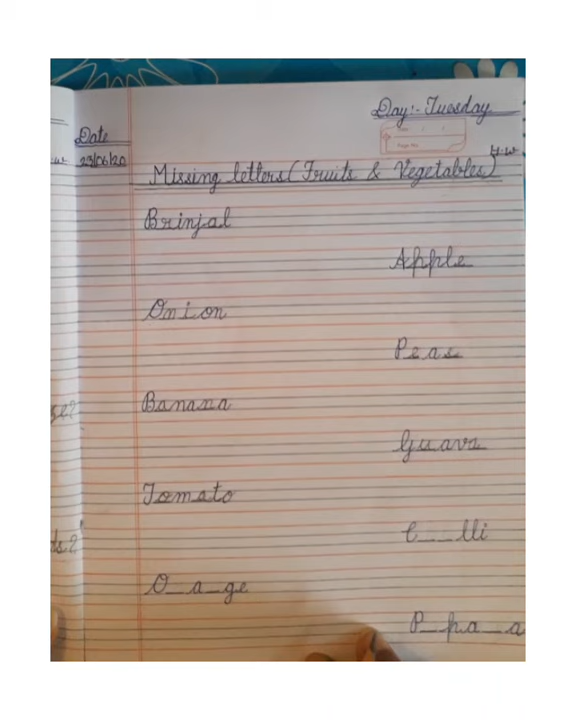 Day:- Tuesday
Date
23/06/20
H.W
Missing letters (Fruits & Vegetables)
Brinjal
Apple
Onion
Peas
Banana
Guava
Tomato
C__lli
O_a_ge
P_pa_a